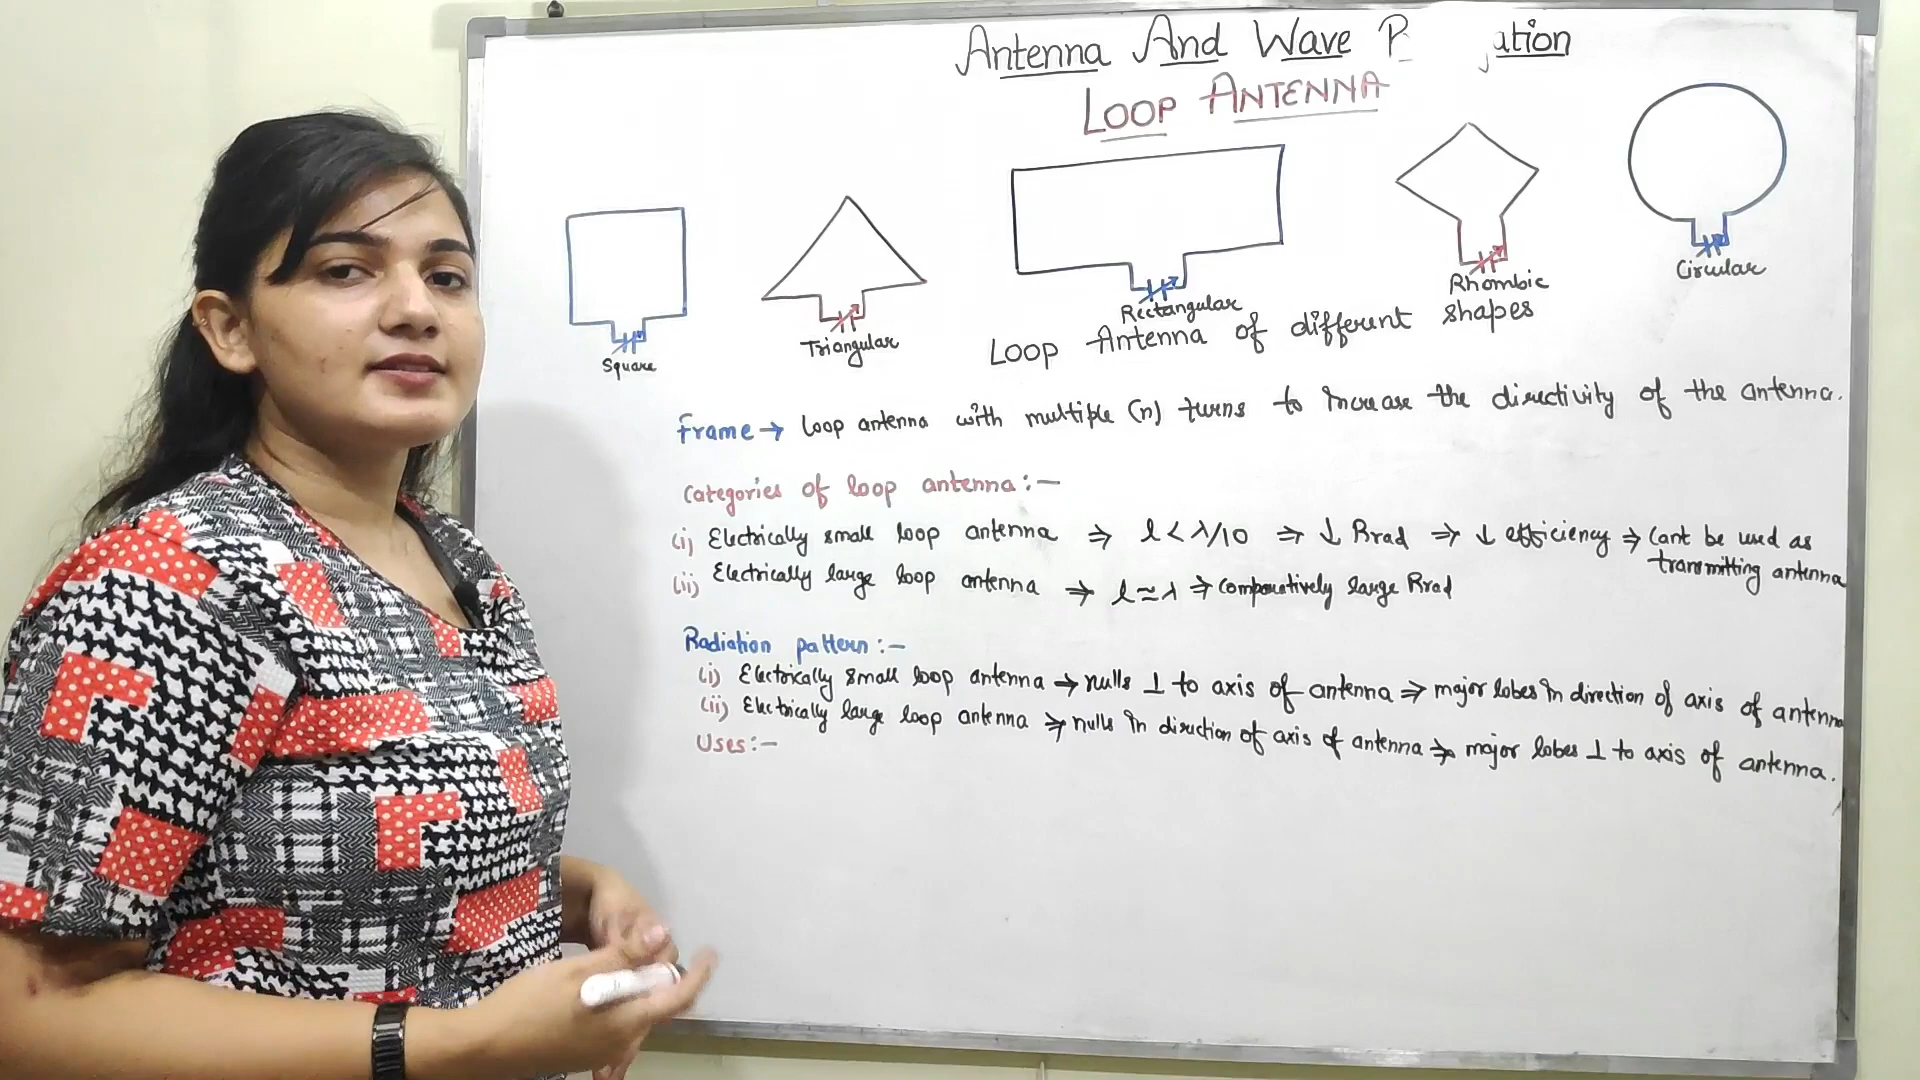 Antenna And Wave P ation
LOOP ANTENNA
Square
Triangular
Rectangular
Rhombic
Circular
Loop Antenna of different shapes
Frame → Loop antenna with multiple (n) turns to increase the directivity of the antenna.
Categories of loop antenna:-
(i) Electrically small loop antenna ⇒ l < λ/10 ⇒ ↓ Rrad ⇒ ↓ efficiency ⇒ Cant be used as
transmitting antenna
(ii) Electrically large loop antenna ⇒ l ≃ λ ⇒ Comparatively large Rrad
Radiation pattern:-
(i) Electrically small loop antenna → nulls ⊥ to axis of antenna ⇒ major lobes in direction of axis of antenna
(ii) Electrically large loop antenna ⇒ nulls in direction of axis of antenna ⇒ major lobes ⊥ to axis of antenna.
Uses:-